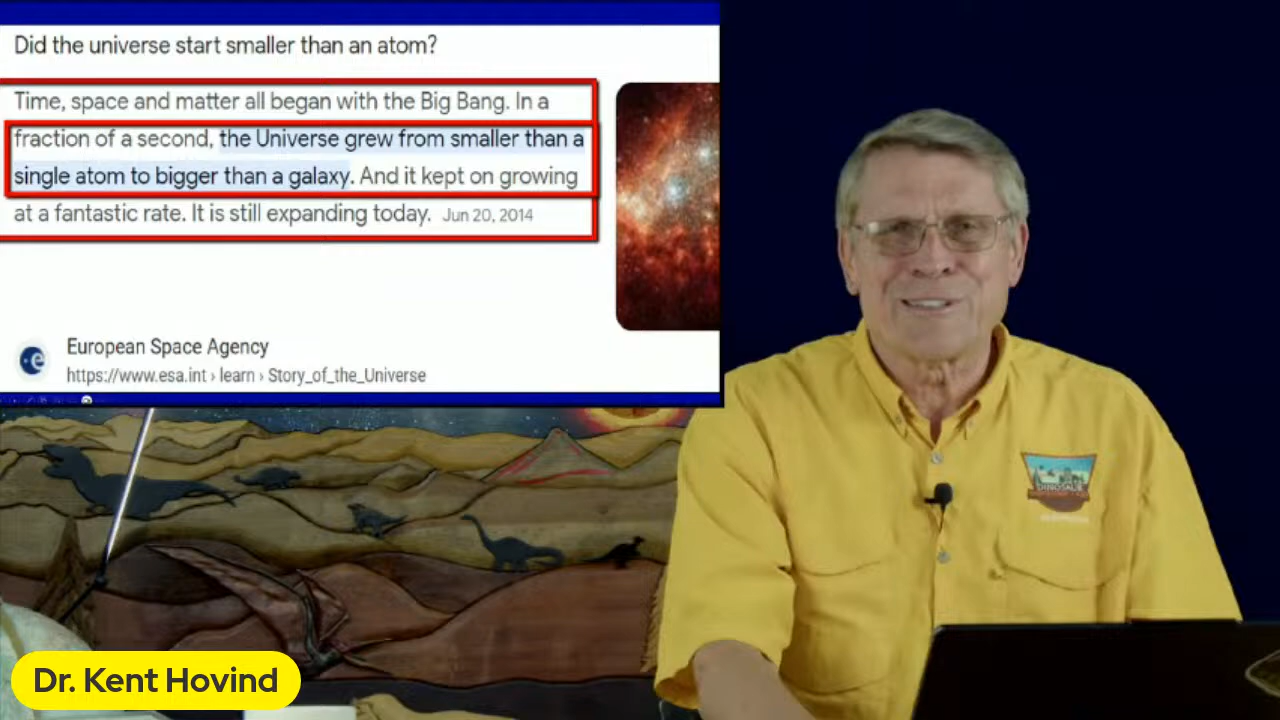 Did the universe start smaller than an atom?
Time, space and matter all began with the Big Bang. In a
fraction of a second, the Universe grew from smaller than a
single atom to bigger than a galaxy. And it kept on growing
at a fantastic rate. It is still expanding today. Jun 20, 2014
e
European Space Agency
https://www.esa.int › learn › Story_of_the_Universe
DINOSAUR
Dr. Kent Hovind